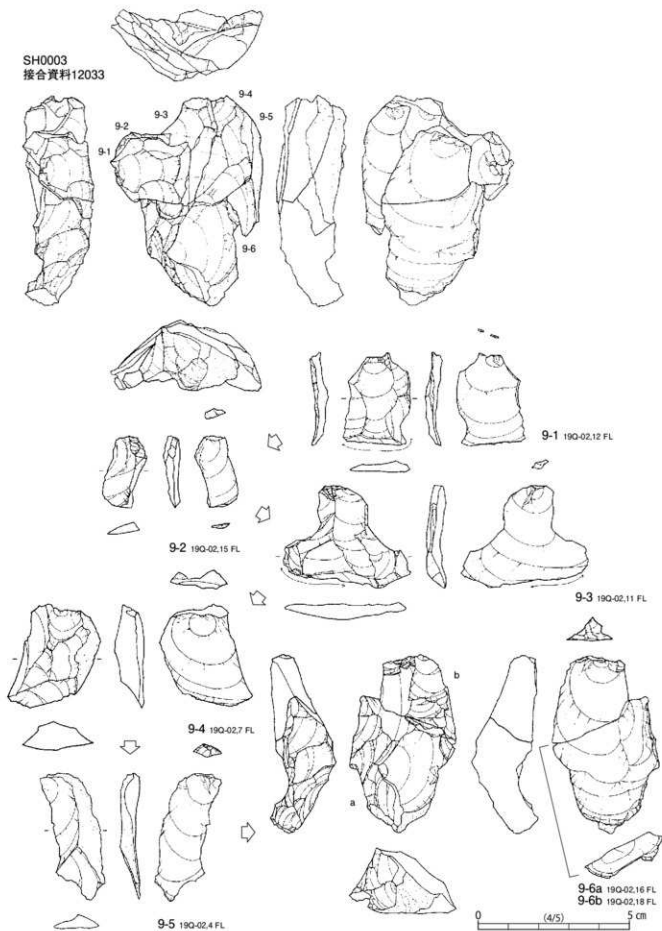 SH0003
接合資料12033
9-4
9-3
9-5
9-2
9-1
9-6
9-1 19Q-02,12 FL
9-2 19Q-02,15 FL
9-3 19Q-02,11 FL
b
9-4 19Q-02,7 FL
a
9-6a 19Q-02,16 FL
9-6b 19Q-02,18 FL
9-5 19Q-02,4 FL
0 (4/5) 5 cm